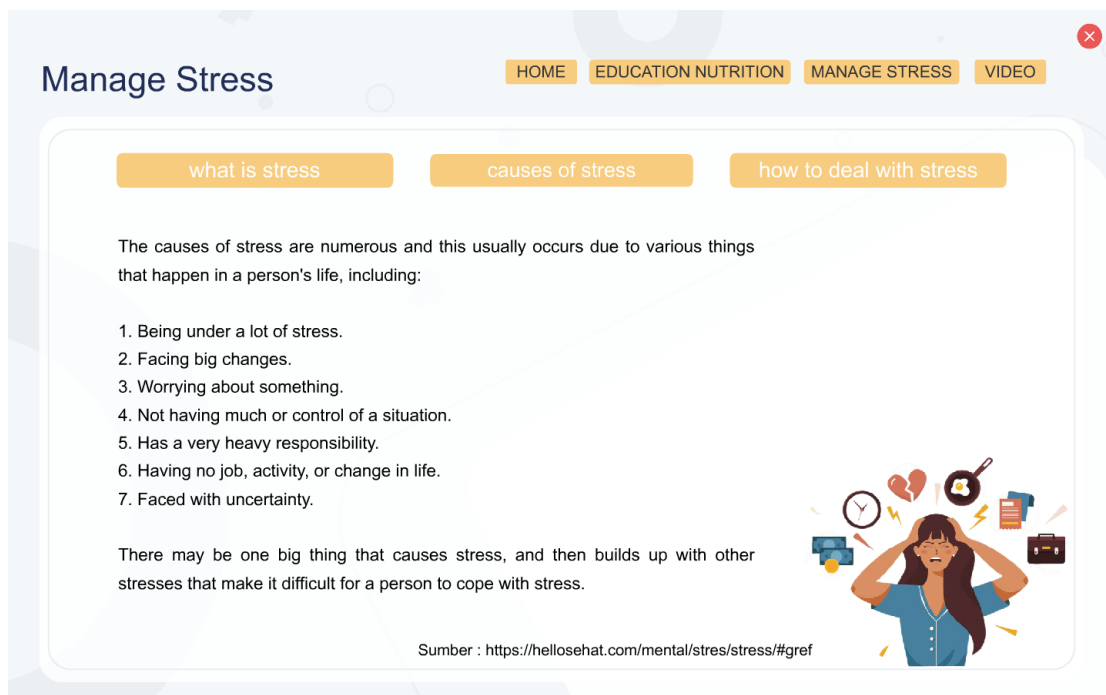 Manage Stress
HOME
EDUCATION NUTRITION
MANAGE STRESS
VIDEO
what is stress
causes of stress
how to deal with stress
The causes of stress are numerous and this usually occurs due to various things
that happen in a person's life, including:
1. Being under a lot of stress.
2. Facing big changes.
3. Worrying about something.
4. Not having much or control of a situation.
5. Has a very heavy responsibility.
6. Having no job, activity, or change in life.
7. Faced with uncertainty.
There may be one big thing that causes stress, and then builds up with other
stresses that make it difficult for a person to cope with stress.
Sumber : https://hellosehat.com/mental/stres/stress/#gref